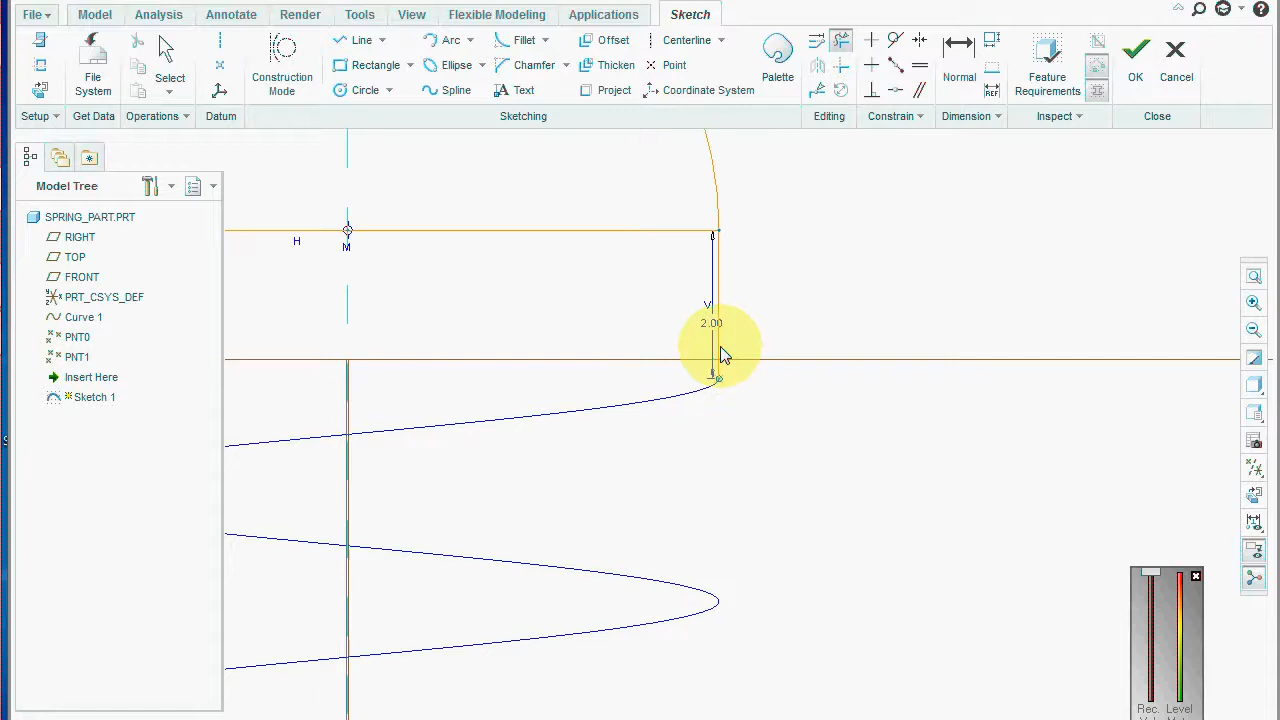 File Model Analysis Annotate Render Tools View Flexible Modeling Applications Sketch
Line Arc Fillet Offset Centerline
Rectangle Ellipse Chamfer Thicken Point
Circle Spline Text Project Coordinate System
File System
Select
Construction Mode
Palette
Normal
REF
Feature Requirements
OK
Cancel
Setup Get Data Operations Datum Sketching Editing Constrain Dimension Inspect Close
Model Tree
SPRING_PART.PRT
RIGHT
TOP
FRONT
PRT_CSYS_DEF
Curve 1
PNT0
PNT1
Insert Here
Sketch 1
H
M
V
2.00
Rec. Level